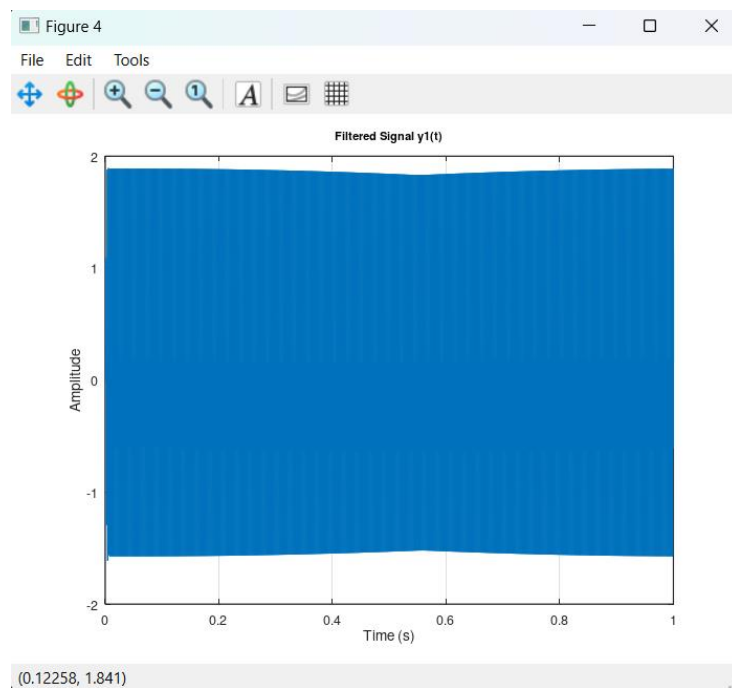 Figure 4
File Edit Tools
A
Filtered Signal y1(t)
2
1
0
-1
-2
Amplitude
0 0.2 0.4 0.6 0.8 1
Time (s)
(0.12258, 1.841)